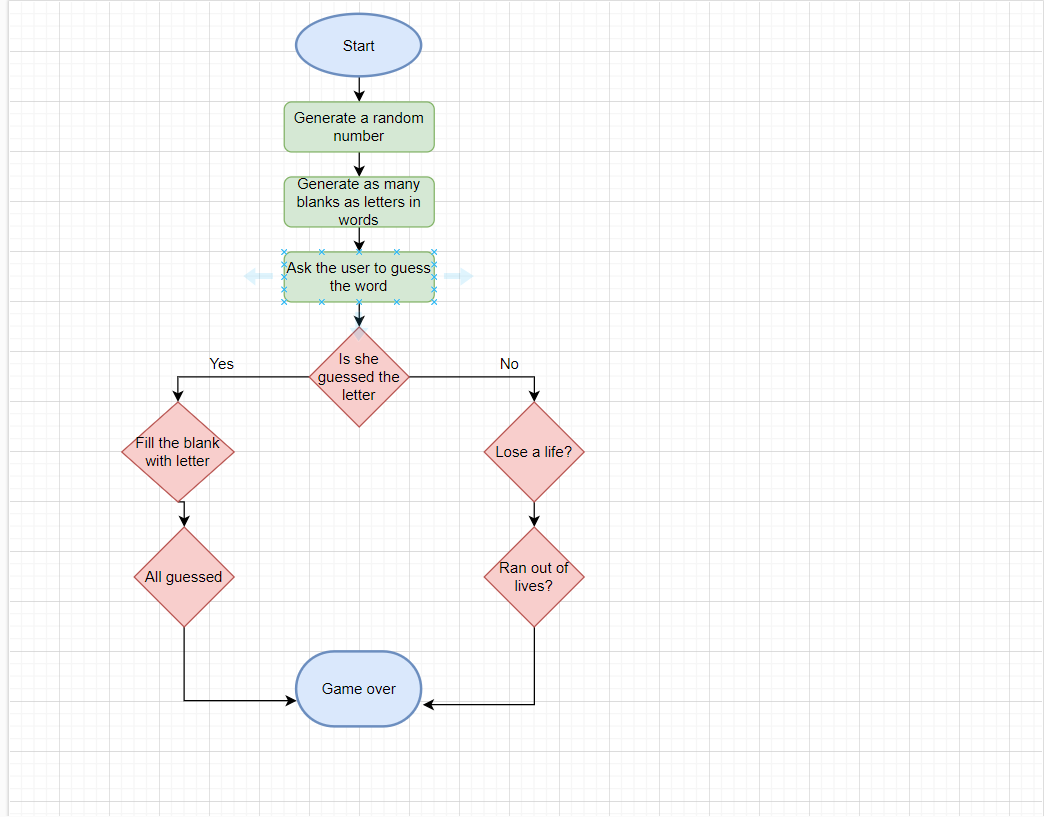 Start
Generate a random
number
Generate as many
blanks as letters in
words
Ask the user to guess
the word
Is she
guessed the
letter
Yes
No
Fill the blank
with letter
Lose a life?
All guessed
Ran out of
lives?
Game over